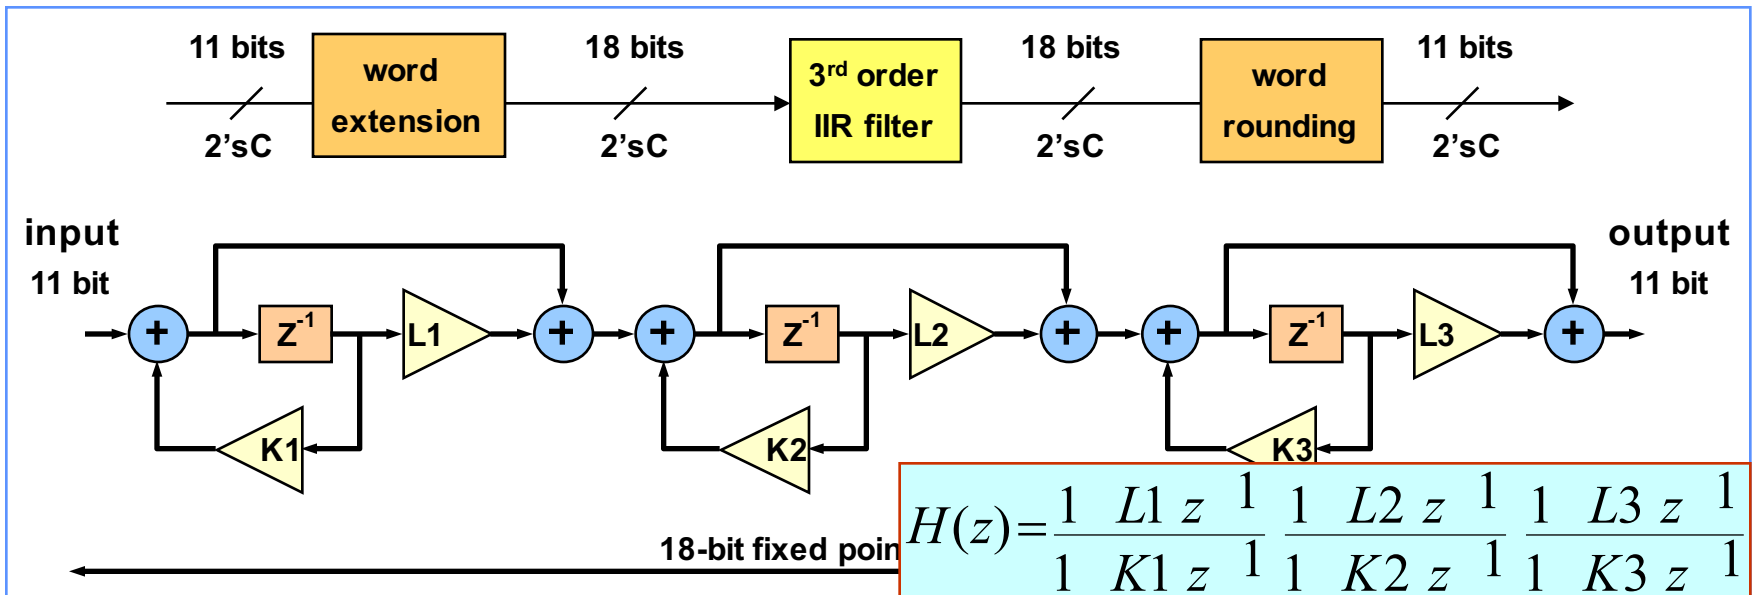 11 bits
2'sC
word
extension
18 bits
2'sC
3rd order
IIR filter
18 bits
2'sC
word
rounding
11 bits
2'sC
input
11 bit
output
11 bit
+ Z-1 L1 + + Z-1 L2 + + Z-1 L3 +
K1 K2 K3
18-bit fixed poin
H(z)= 1 L1 z 1 1 L2 z 1 1 L3 z 1
1 K1 z 1 1 K2 z 1 1 K3 z 1